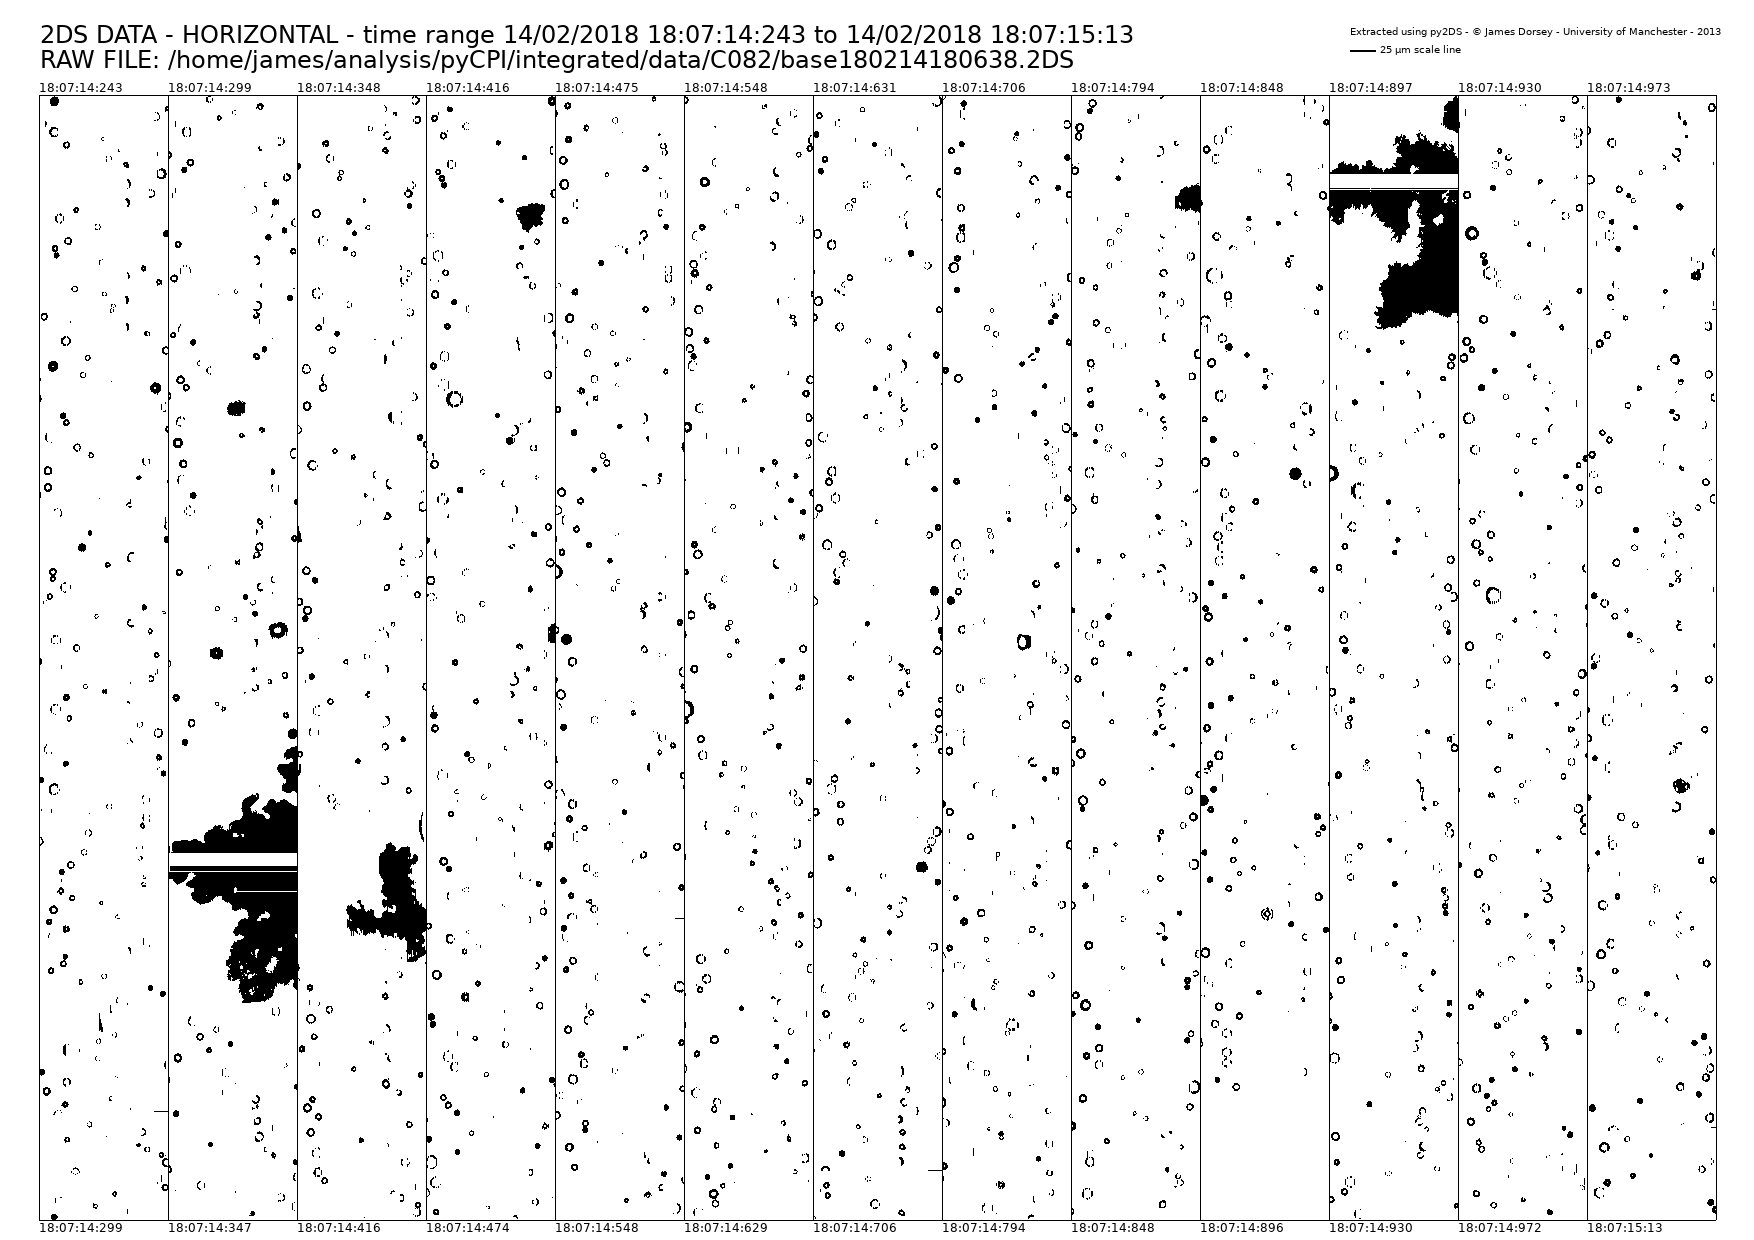 2DS DATA - HORIZONTAL - time range 14/02/2018 18:07:14:243 to 14/02/2018 18:07:15:13
RAW FILE: /home/james/analysis/pyCPI/integrated/data/C082/base180214180638.2DS
Extracted using py2DS - © James Dorsey - University of Manchester - 2013
25 µm scale line
18:07:14:243 18:07:14:299 18:07:14:348 18:07:14:416 18:07:14:475 18:07:14:548 18:07:14:631 18:07:14:706 18:07:14:794 18:07:14:848 18:07:14:897 18:07:14:930 18:07:14:973
18:07:14:299 18:07:14:347 18:07:14:416 18:07:14:474 18:07:14:548 18:07:14:629 18:07:14:706 18:07:14:794 18:07:14:848 18:07:14:896 18:07:14:930 18:07:14:972 18:07:15:13